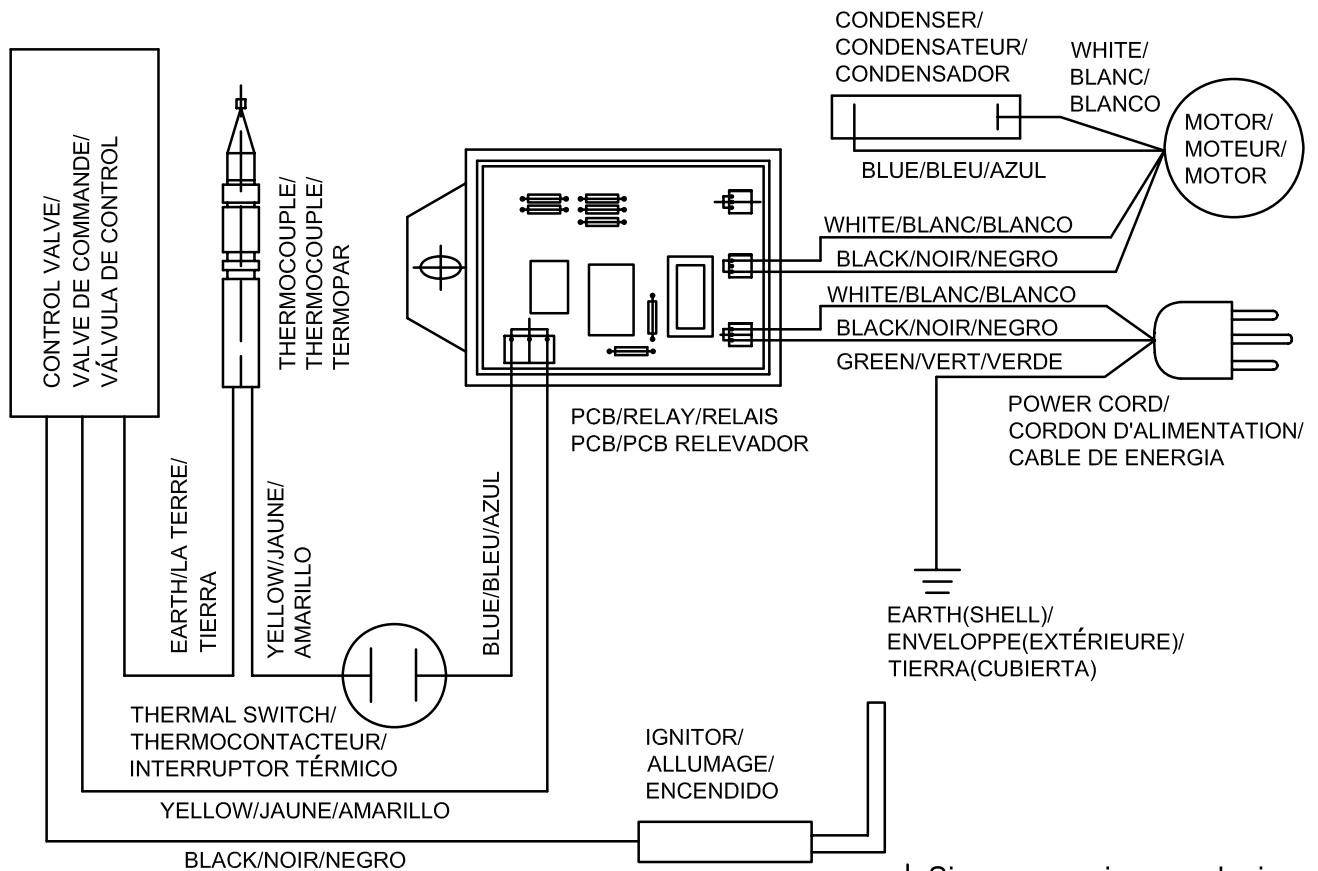 CONDENSER/
CONDENSATEUR/
CONDENSADOR
WHITE/
BLANC/
BLANCO
MOTOR/
MOTEUR/
MOTOR
BLUE/BLEU/AZUL
CONTROL VALVE/
VALVE DE COMMANDE/
VÁLVULA DE CONTROL
THERMOCOUPLE/
THERMOCOUPLE/
TERMOPAR
WHITE/BLANC/BLANCO
BLACK/NOIR/NEGRO
WHITE/BLANC/BLANCO
BLACK/NOIR/NEGRO
GREEN/VERT/VERDE
POWER CORD/
CORDON D'ALIMENTATION/
CABLE DE ENERGIA
PCB/RELAY/RELAIS
PCB/PCB RELEVADOR
EARTH/LA TERRE/
TIERRA
YELLOW/JAUNE/
AMARILLO
BLUE/BLEU/AZUL
EARTH(SHELL)/
ENVELOPPE(EXTÉRIEURE)/
TIERRA(CUBIERTA)
THERMAL SWITCH/
THERMOCONTACTEUR/
INTERRUPTOR TÉRMICO
IGNITOR/
ALLUMAGE/
ENCENDIDO
YELLOW/JAUNE/AMARILLO
BLACK/NOIR/NEGRO